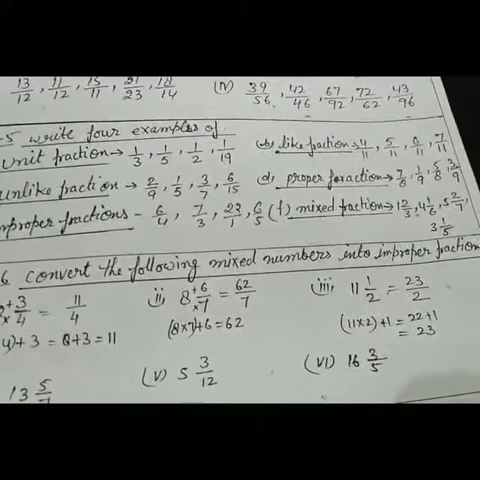 13/12, 11/12, 15/11, 21/23, 18/14 (iv) 39/56, 42/46, 67/92, 72/62, 43/96
-5 write four examples of
unit fraction → 1/3, 1/5, 1/2, 1/19 (b) like fraction → 4/11, 5/11, 6/11, 7/11
unlike fraction → 2/9, 1/5, 3/7, 6/15 (d) proper foraction → 7/8, 1/9, 5/8, 3/9
mproper fractions - 6/4, 7/3, 22/1, 6/5 (f) mixed fraction → 12/3, 4 1/6, 5 2/7,
3 1/5
6 convert the following mixed numbers into improper fraction
2 + 3/× 4 = 11/4 ii) 8 + 6/× 7 = 62/7 iii) 11 1/2 = 23/2
4) + 3 = 8+3 = 11 (8×7)+6 = 62 (11×2)+1 = 22+1
= 23
13 5/7 (V) 5 3/12 (VI) 16 3/5